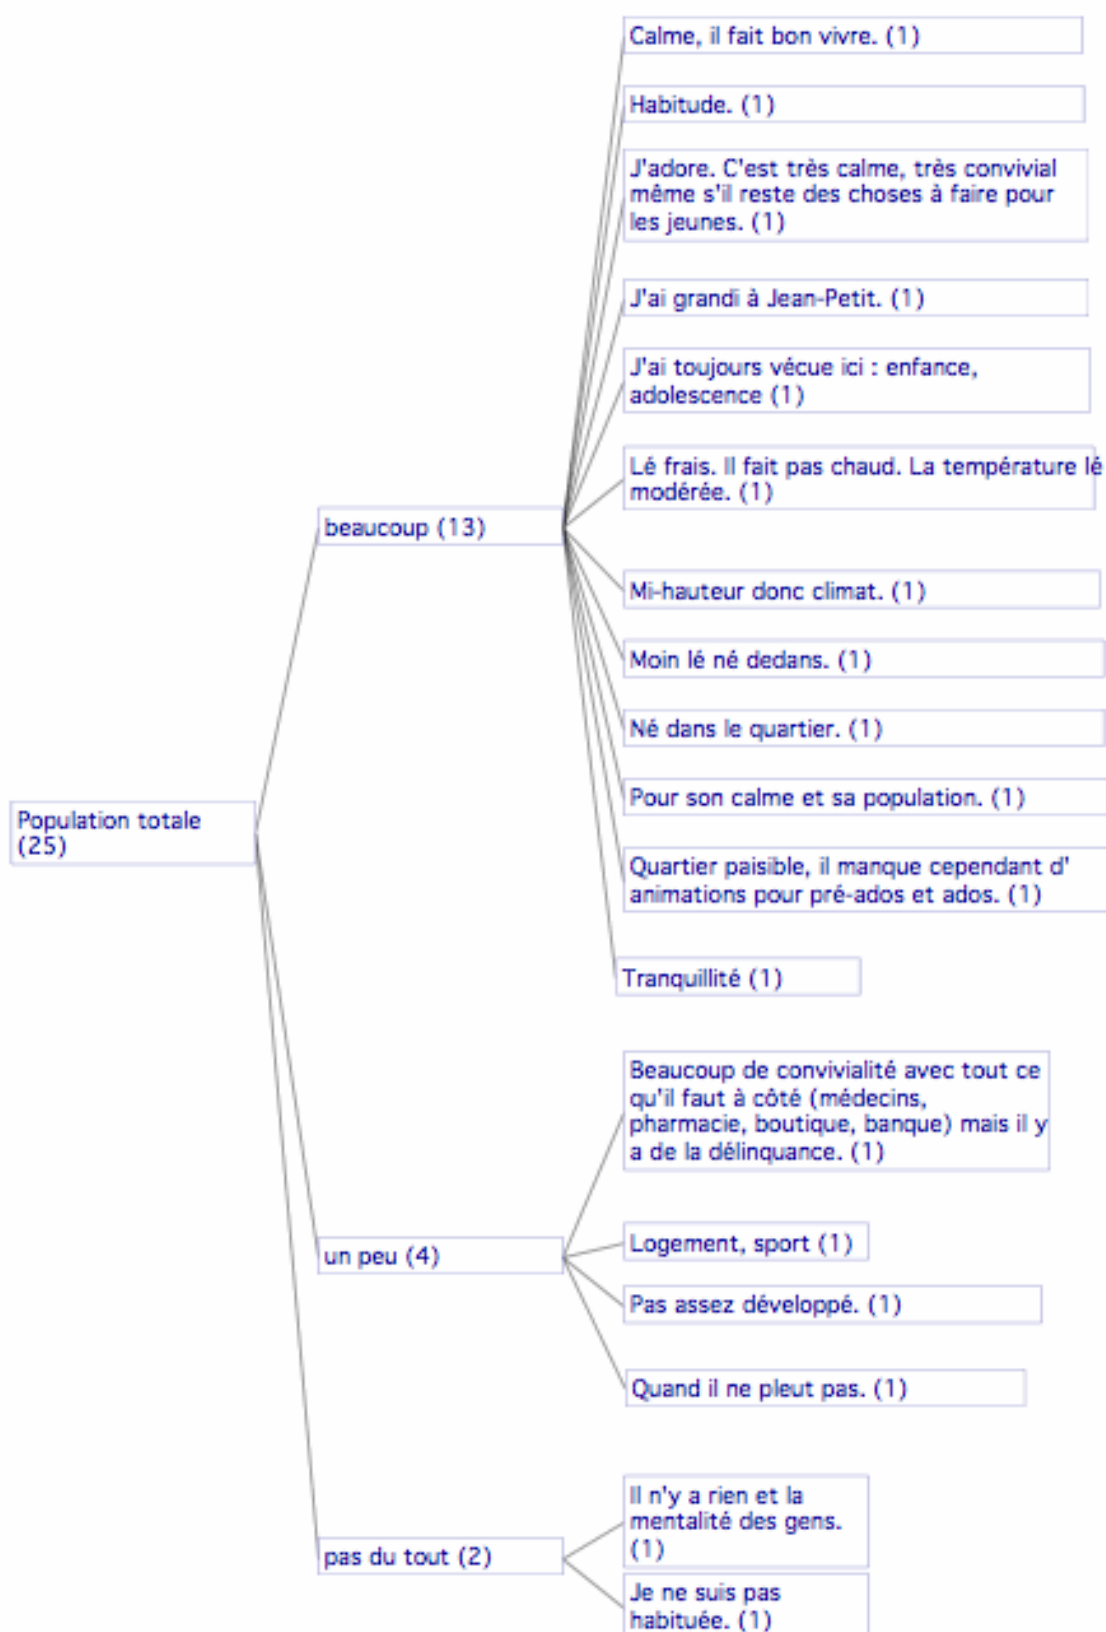 Calme, il fait bon vivre. (1)
Habitude. (1)
J'adore. C'est très calme, très convivial
même s'il reste des choses à faire pour
les jeunes. (1)
J'ai grandi à Jean-Petit. (1)
J'ai toujours vécue ici : enfance,
adolescence (1)
Lé frais. Il fait pas chaud. La température lé
modérée. (1)
beaucoup (13)
Mi-hauteur donc climat. (1)
Moin lé né dedans. (1)
Né dans le quartier. (1)
Pour son calme et sa population. (1)
Population totale
(25)
Quartier paisible, il manque cependant d'
animations pour pré-ados et ados. (1)
Tranquillité (1)
Beaucoup de convivialité avec tout ce
qu'il faut à côté (médecins,
pharmacie, boutique, banque) mais il y
a de la délinquance. (1)
un peu (4)
Logement, sport (1)
Pas assez développé. (1)
Quand il ne pleut pas. (1)
Il n'y a rien et la
mentalité des gens.
(1)
pas du tout (2)
Je ne suis pas
habituée. (1)